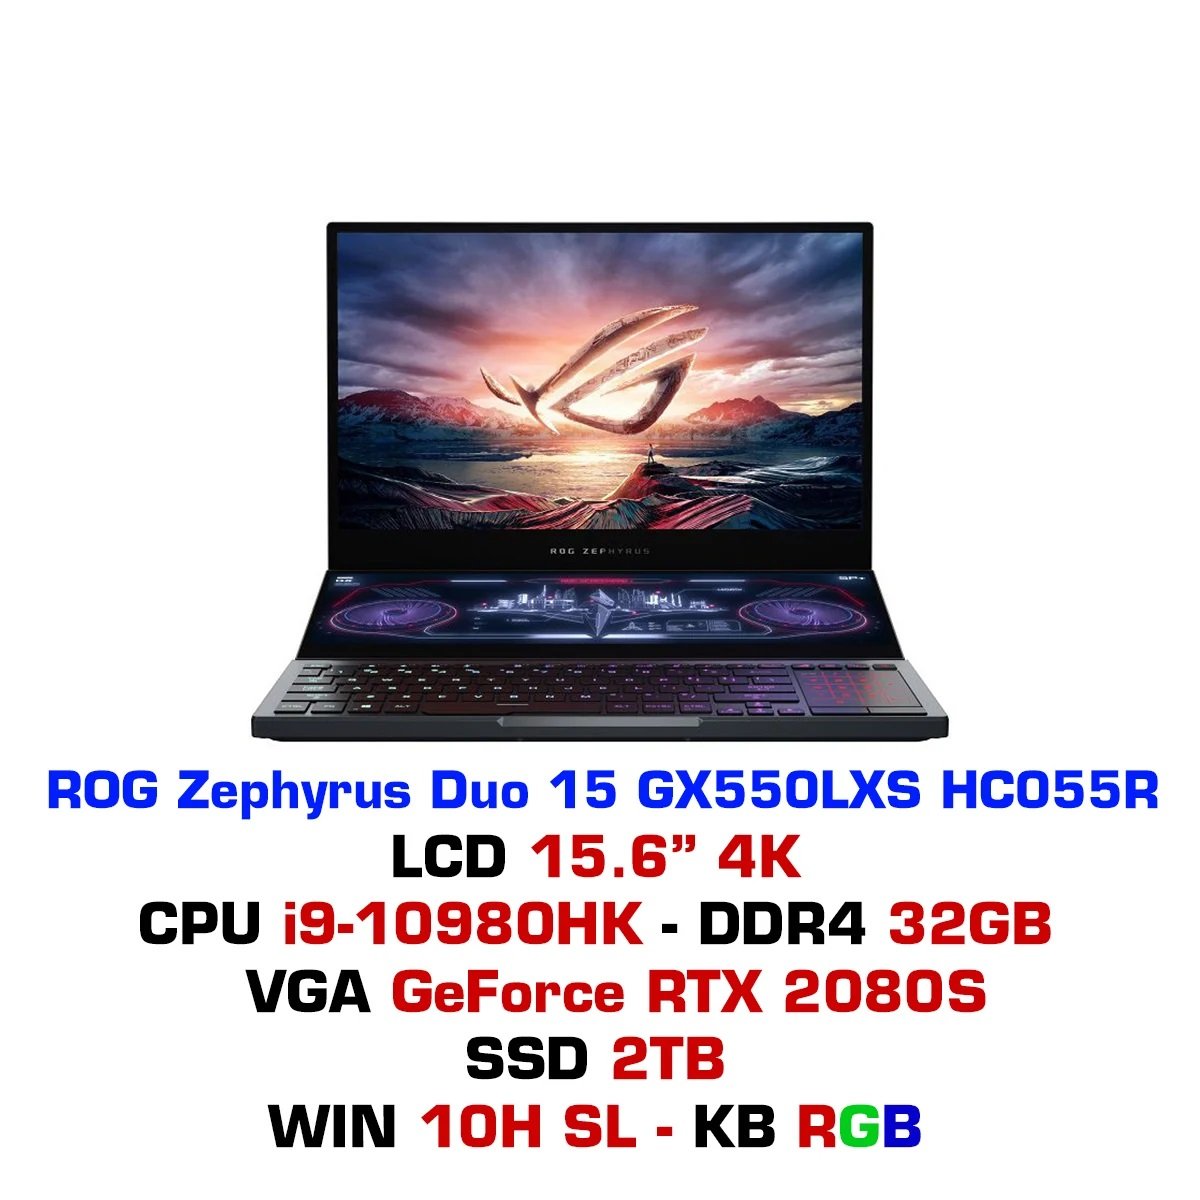 ROG ZEPHYRUS
ROG Zephyrus Duo 15 GX550LXS HC055R
LCD 15.6” 4K
CPU i9-10980HK - DDR4 32GB
VGA GeForce RTX 2080S
SSD 2TB
WIN 10H SL - KB RGB